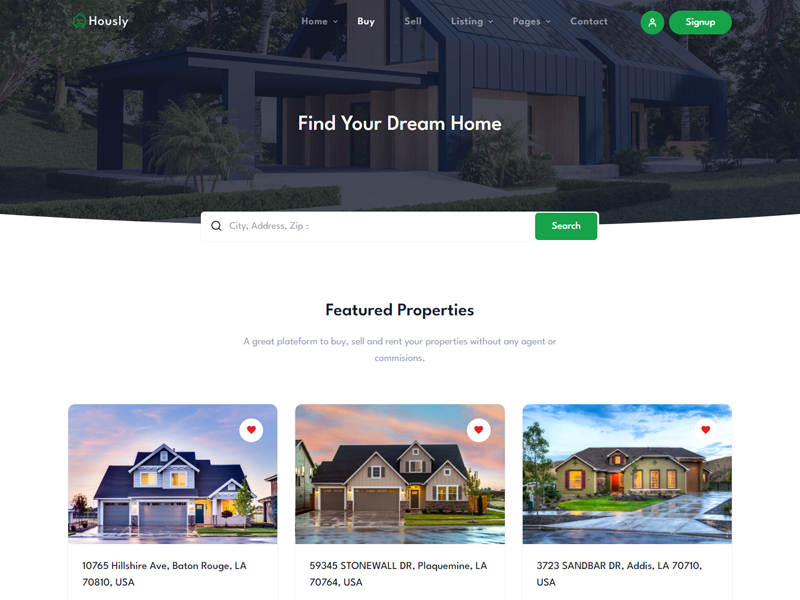 Hously
Home Buy Sell Listing Pages Contact
Signup
Find Your Dream Home
City, Address, Zip :
Search
Featured Properties
A great plateform to buy, sell and rent your properties without any agent or
commisions.
10765 Hillshire Ave, Baton Rouge, LA
70810, USA
59345 STONEWALL DR, Plaquemine, LA
70764, USA
3723 SANDBAR DR, Addis, LA 70710,
USA